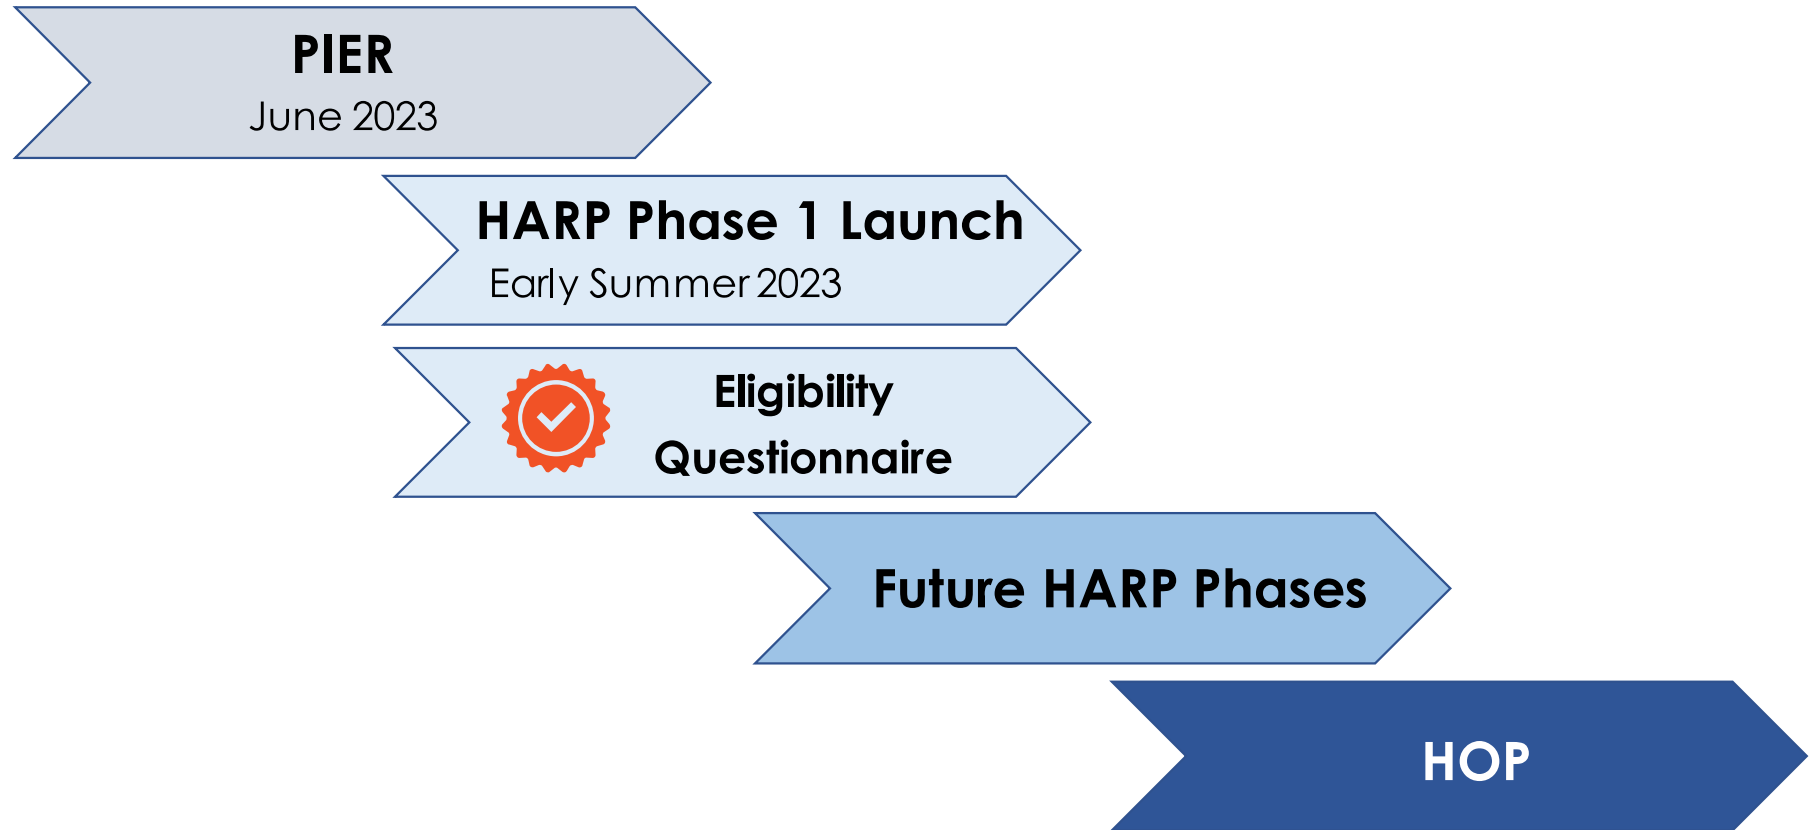 PIER
June 2023
HARP Phase 1 Launch
Early Summer 2023
Eligibility
Questionnaire
Future HARP Phases
HOP